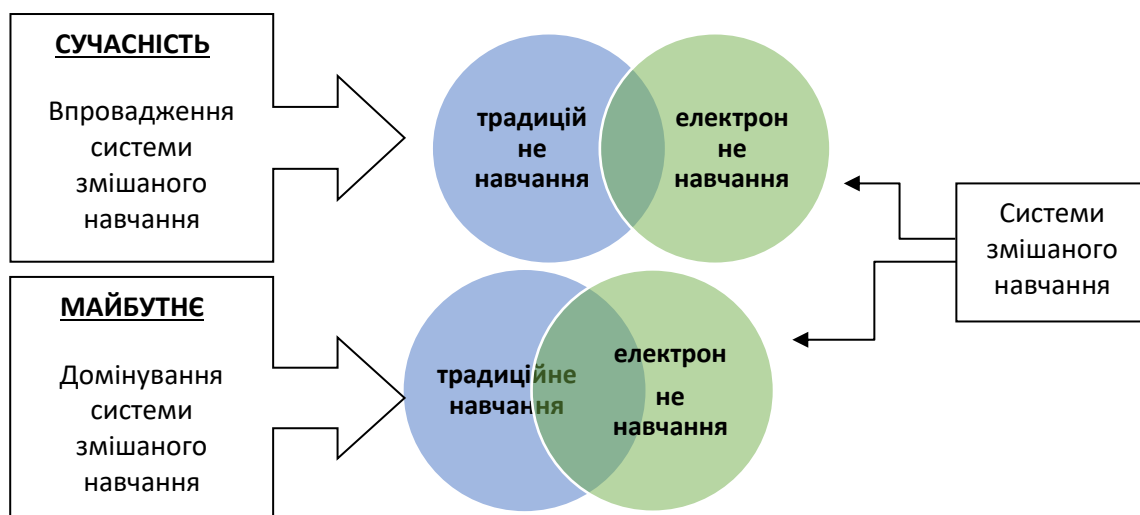 СУЧАСНІСТЬ
Впровадження
системи
змішаного
навчання
традицій
не
навчання
електрон
не
навчання
Системи
змішаного
навчання
МАЙБУТНЄ
Домінування
системи
змішаного
навчання
традиційне
навчання
електрон
не
навчання